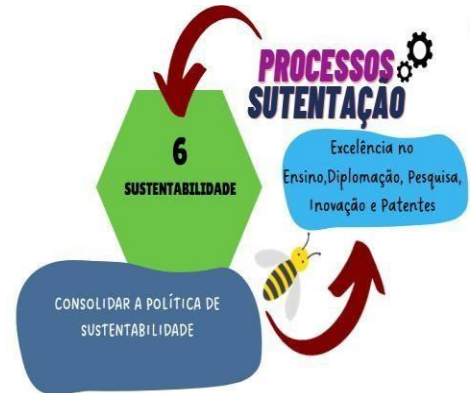 PROCESSOS
SUTENTAÇÃO
6
SUSTENTABILIDADE
Excelência no
Ensino,Diplomação, Pesquisa,
Inovação e Patentes
CONSOLIDAR A POLÍTICA DE
SUSTENTABILIDADE